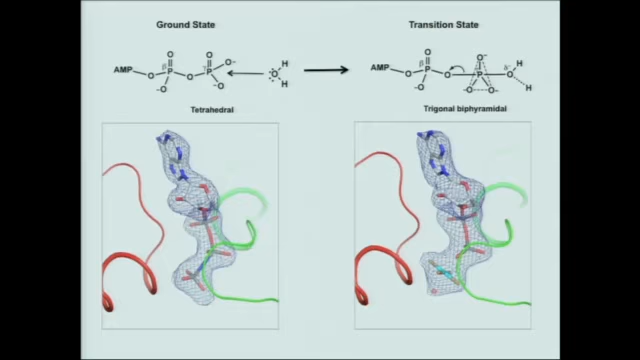 Ground State
Transition State
O O
β γ O⁻ H
AMP P P :O:
O O H
⁻O O⁻
O O⁻
AMP β P P δ⁻ O H
O O H
⁻O ⁻O O⁻
Tetrahedral
Trigonal biphyramidal